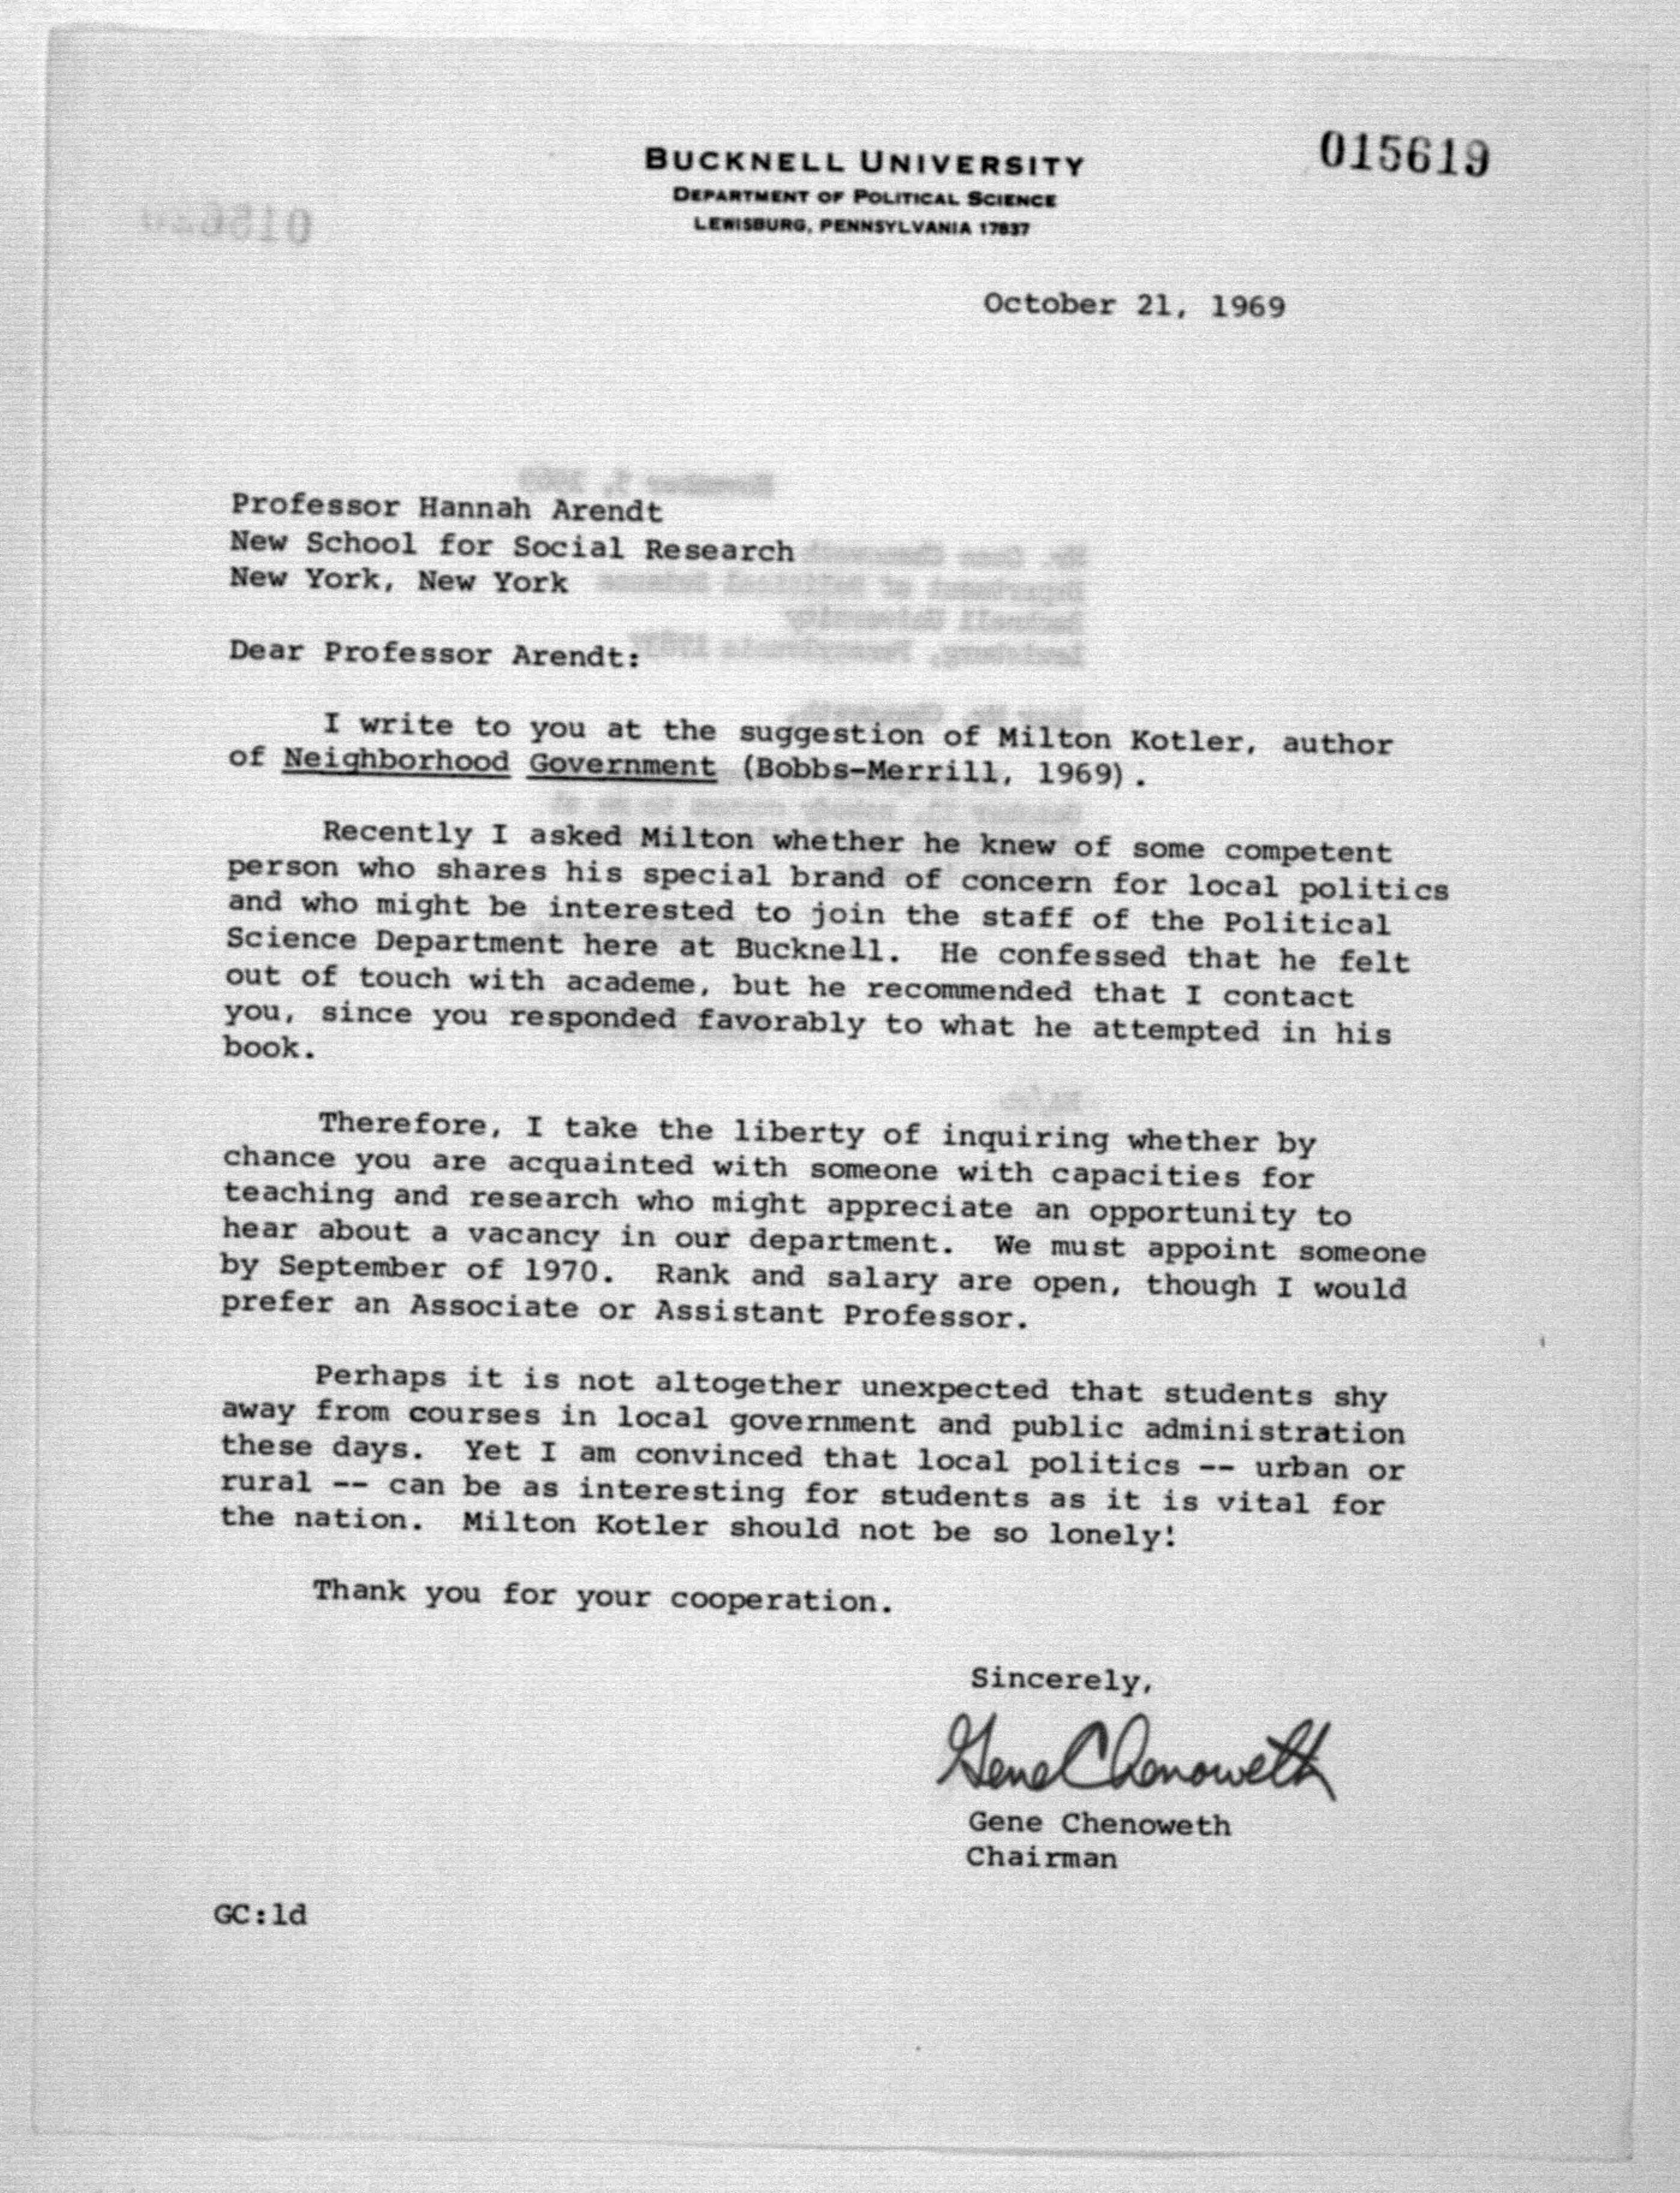 BUCKNELL UNIVERSITY
015619
DEPARTMENT OF POLITICAL SCIENCE
LEWISBURG, PENNSYLVANIA 17837
October 21, 1969
Professor Hannah Arendt
New School for Social Research
New York, New York
Dear Professor Arendt:
I write to you at the suggestion of Milton Kotler, author
of Neighborhood Government (Bobbs-Merrill, 1969).
Recently I asked Milton whether he knew of some competent
person who shares his special brand of concern for local politics
and who might be interested to join the staff of the Political
Science Department here at Bucknell. He confessed that he felt
out of touch with academe, but he recommended that I contact
you, since you responded favorably to what he attempted in his
book.
Therefore, I take the liberty of inquiring whether by
chance you are acquainted with someone with capacities for
teaching and research who might appreciate an opportunity to
hear about a vacancy in our department. We must appoint someone
by September of 1970. Rank and salary are open, though I would
prefer an Associate or Assistant Professor.
Perhaps it is not altogether unexpected that students shy
away from courses in local government and public administration
these days. Yet I am convinced that local politics -- urban or
rural -- can be as interesting for students as it is vital for
the nation. Milton Kotler should not be so lonely!
Thank you for your cooperation.
Sincerely,
Gene Chenoweth
Gene Chenoweth
Chairman
GC:ld